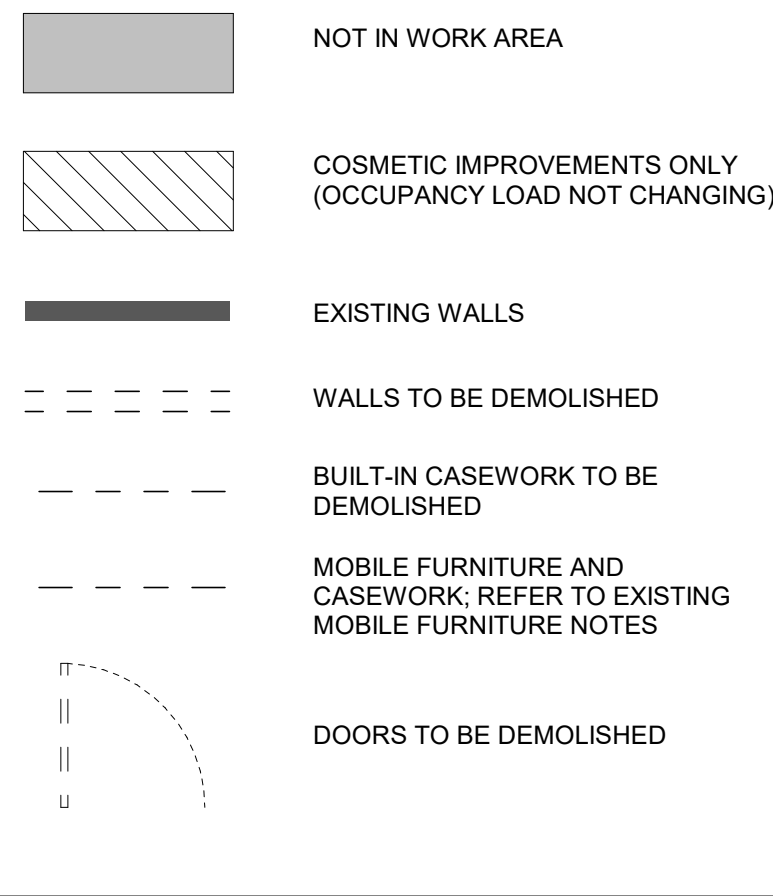 NOT IN WORK AREA
COSMETIC IMPROVEMENTS ONLY
(OCCUPANCY LOAD NOT CHANGING)
EXISTING WALLS
WALLS TO BE DEMOLISHED
BUILT-IN CASEWORK TO BE
DEMOLISHED
MOBILE FURNITURE AND
CASEWORK; REFER TO EXISTING
MOBILE FURNITURE NOTES
DOORS TO BE DEMOLISHED